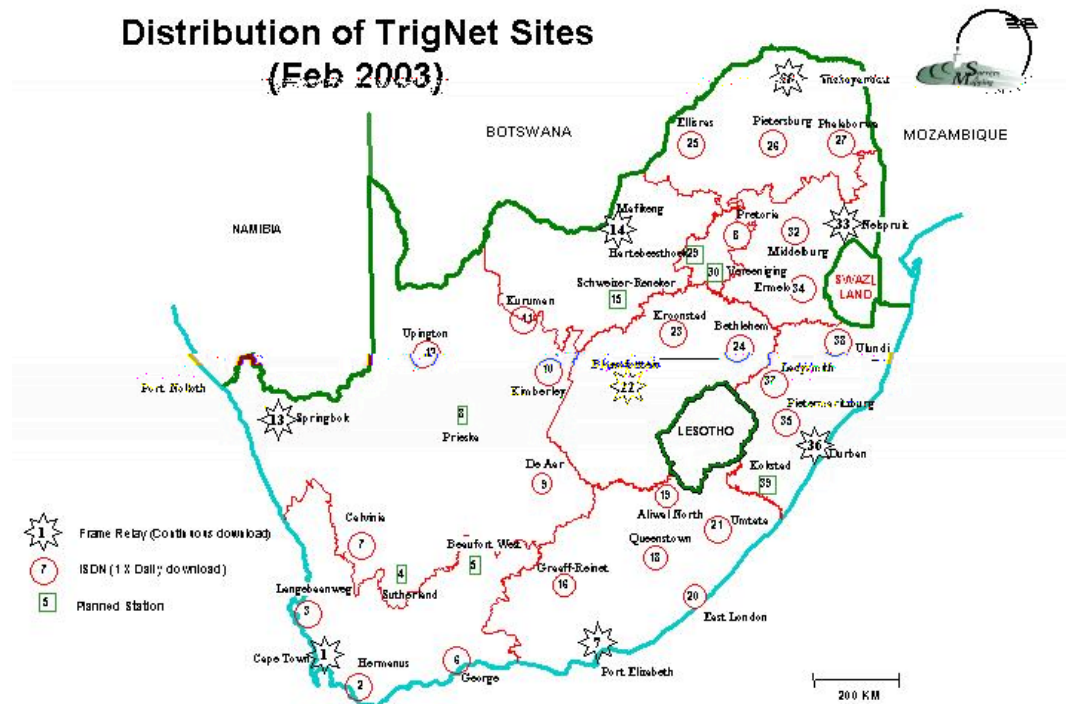 Distribution of TrigNet Sites
(Feb 2003)
BOTSWANA
MOZAMBIQUE
NAMIBIA
SWAZI
LAND
LESOTHO
Ellisras
25
Pietersburg
26
Phalaborwa
27
Mafikeng
14
Pretoria
8
32
Middelburg
33
Nelspruit
Hartebeesthoek
29
30
Vereeniging
Schweizer-Reneker
15
Ermelo
34
Kuruman
11
Kroonstad
23
Bethlehem
24
38
Ulundi
Upington
10
Kimberley
22
Ladysmith
37
Port Nolloth
13
Springbok
8
Prieska
Pietermaritzburg
35
36
Durban
De Aar
9
Kokstad
39
19
Aliwal North
21
Umtata
Calvinia
7
Beaufort West
5
Queenstown
18
4
Sutherland
Graaff-Reinet
16
Langebaanweg
3
20
East London
Cape Town
1
Hermanus
2
6
George
7
Port Elizabeth
1 Frame Relay (Continuous download)
7 ISDN (1 X Daily download)
5 Planned Station
200 KM